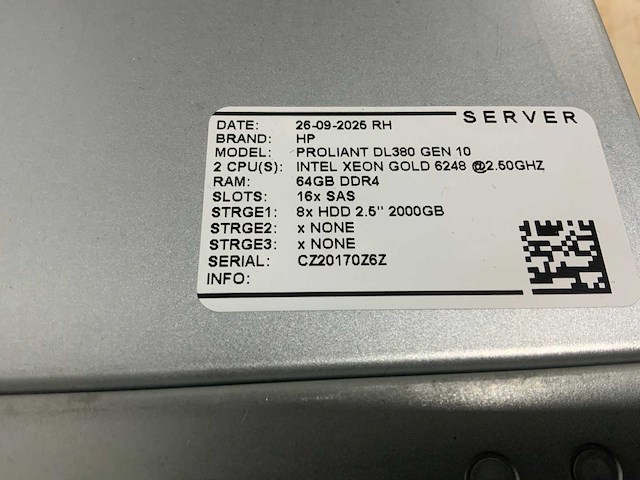 SERVER
DATE: 26-09-2025 RH
BRAND: HP
MODEL: PROLIANT DL380 GEN 10
2 CPU(S): INTEL XEON GOLD 6248 @2.50GHZ
RAM: 64GB DDR4
SLOTS: 16x SAS
STRGE1: 8x HDD 2.5" 2000GB
STRGE2: x NONE
STRGE3: x NONE
SERIAL: CZ20170Z6Z
INFO: